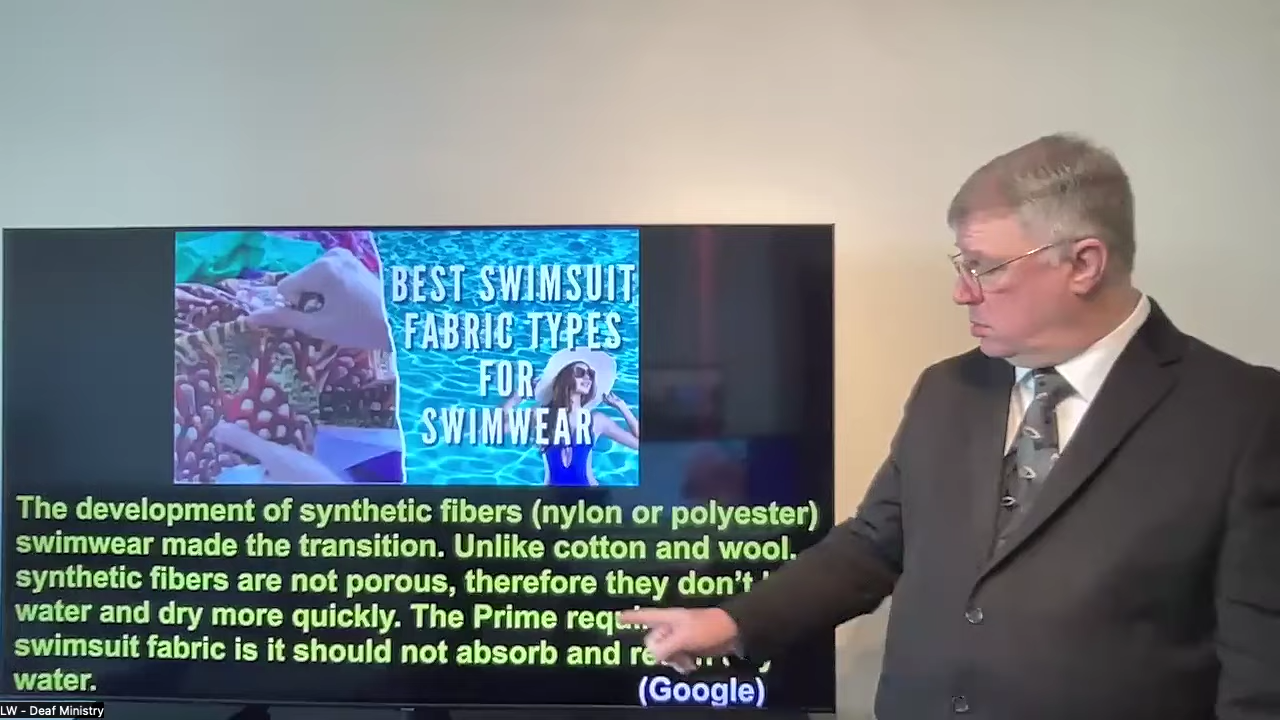 BEST SWIMSUIT
FABRIC TYPES
FOR
SWIMWEAR
The development of synthetic fibers (nylon or polyester)
swimwear made the transition. Unlike cotton and wool.
synthetic fibers are not porous, therefore they don't
water and dry more quickly. The Prime
swimsuit fabric is it should not absorb and
water.
(Google)
LW - Deaf Ministry